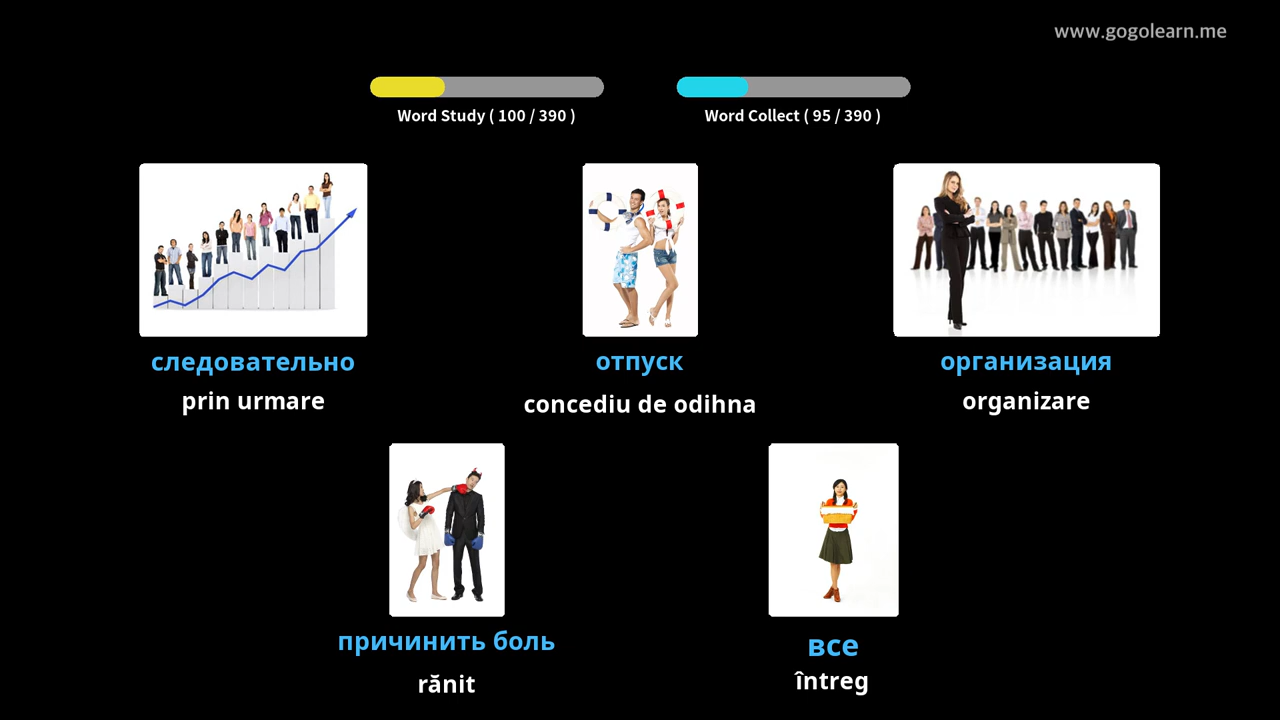 www.gogolearn.me
Word Study ( 100 / 390 )
Word Collect ( 95 / 390 )
следовательно
prin urmare
отпуск
concediu de odihna
организация
organizare
причинить боль
rănit
все
întreg